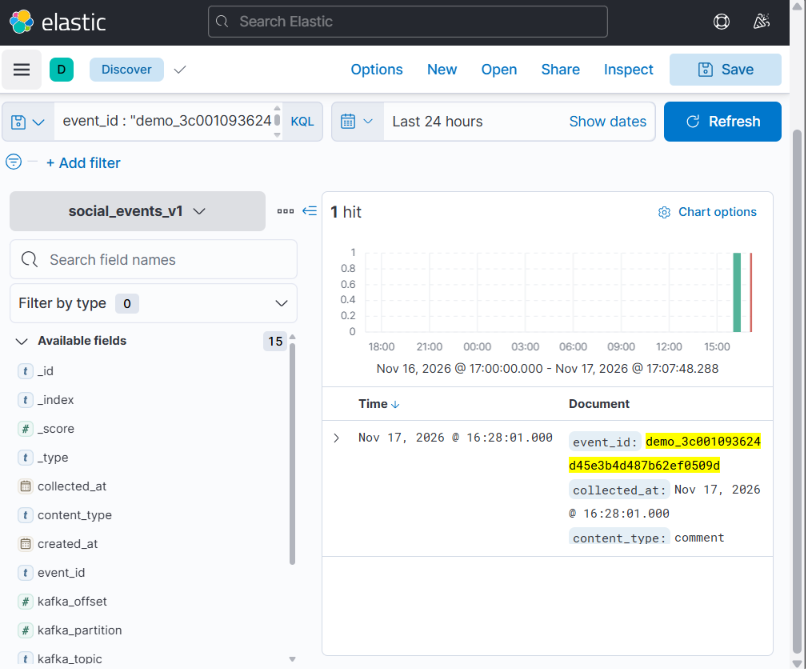 elastic
Search Elastic
D
Discover
Options
New
Open
Share
Inspect
Save
event_id : "demo_3c001093624
KQL
Last 24 hours
Show dates
Refresh
+ Add filter
social_events_v1
Search field names
Filter by type 0
Available fields 15
t _id
t _index
# _score
t _type
collected_at
t content_type
created_at
t event_id
# kafka_offset
# kafka_partition
t kafka_topic
1 hit
Chart options
1
0.8
0.6
0.4
0.2
0
18:00 21:00 00:00 03:00 06:00 09:00 12:00 15:00
Nov 16, 2026 @ 17:00:00.000 - Nov 17, 2026 @ 17:07:48.288
Time Document
Nov 17, 2026 @ 16:28:01.000
event_id: demo_3c001093624
d45e3b4d487b62ef0509d
collected_at: Nov 17, 2026
@ 16:28:01.000
content_type: comment